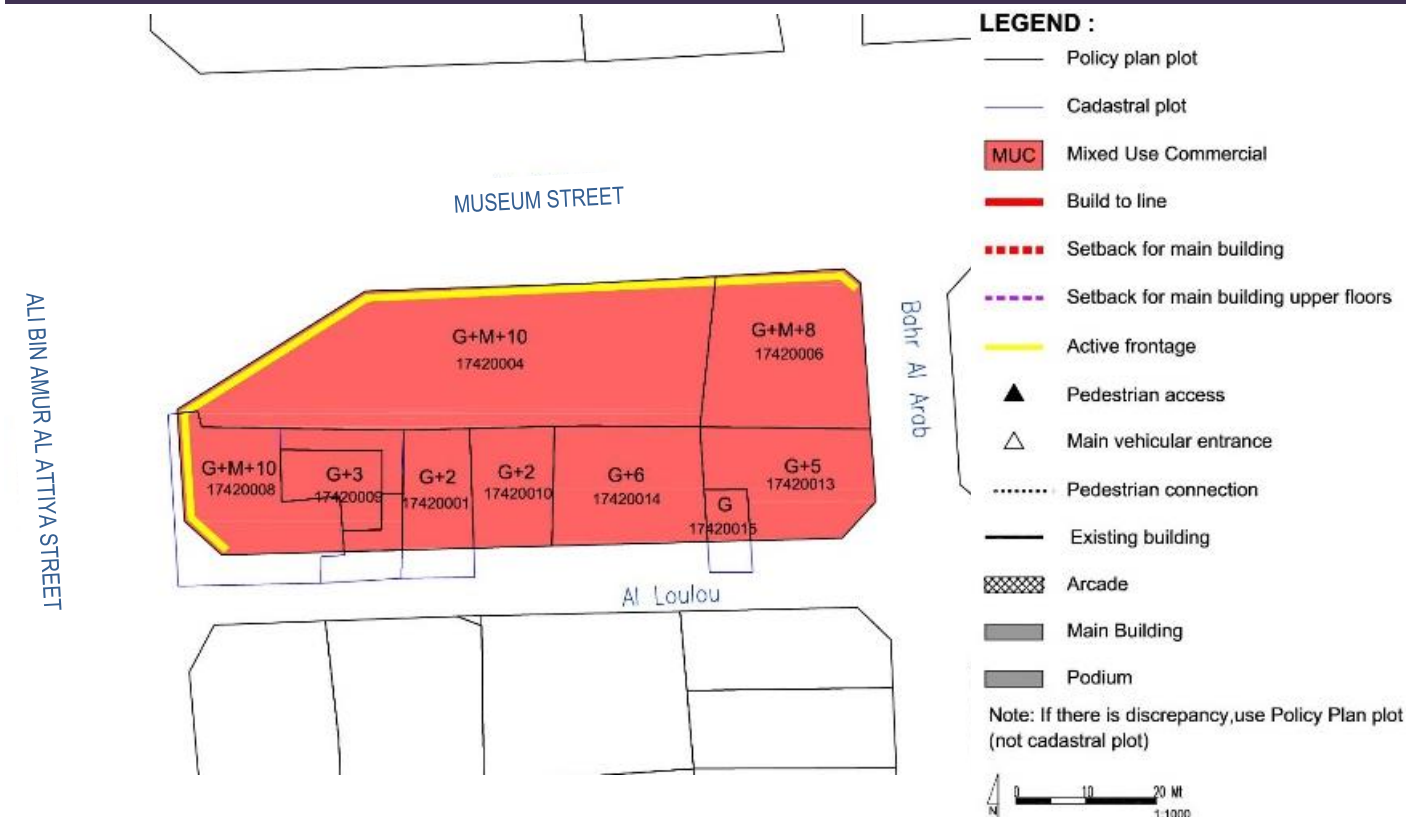 MUSEUM STREET
ALI BIN AMUR AL ATTIYA STREET
Bahr Al Arab
G+M+10
17420004
G+M+8
17420006
G+M+10
17420008
G+3
17420009
G+2
17420001
G+2
17420010
G+6
17420014
G+5
17420013
G
17420015
Al Loulou
LEGEND :
Policy plan plot
Cadastral plot
MUC Mixed Use Commercial
Build to line
Setback for main building
Setback for main building upper floors
Active frontage
Pedestrian access
Main vehicular entrance
Pedestrian connection
Existing building
Arcade
Main Building
Podium
Note: If there is discrepancy,use Policy Plan plot
(not cadastral plot)
N
0 10 20 Mt
1:1000